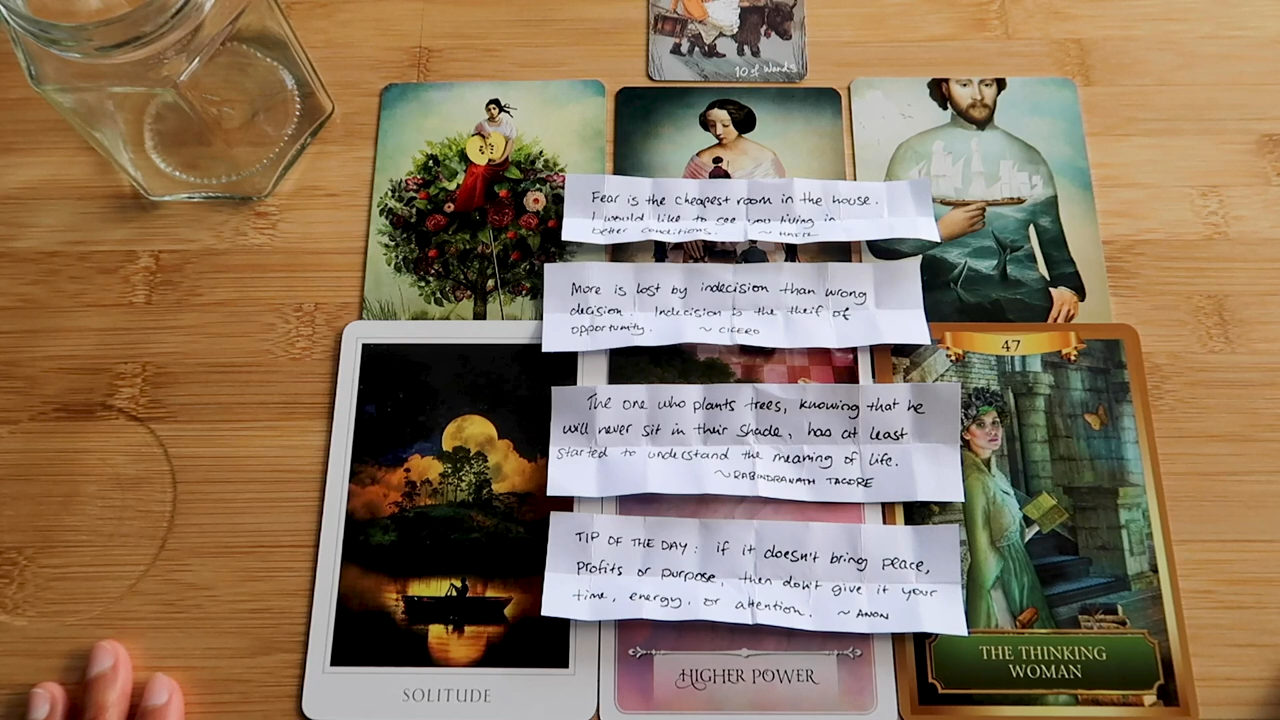 10 of Wands
Fear is the cheapest room in the house.
I would like to see you living in
better conditions. ~ HAFIZ
More is lost by indecision than wrong
decision. Indecision is the theif of
opportunity. ~ CICERO
47
The one who plants trees, knowing that he
will never sit in their shade, has at least
started to understand the meaning of life.
~ RABINDRANATH TAGORE
TIP OF THE DAY: if it doesn't bring peace,
profits or purpose, then don't give it your
time, energy, or attention. ~ ANON
SOLITUDE
HIGHER POWER
THE THINKING
WOMAN